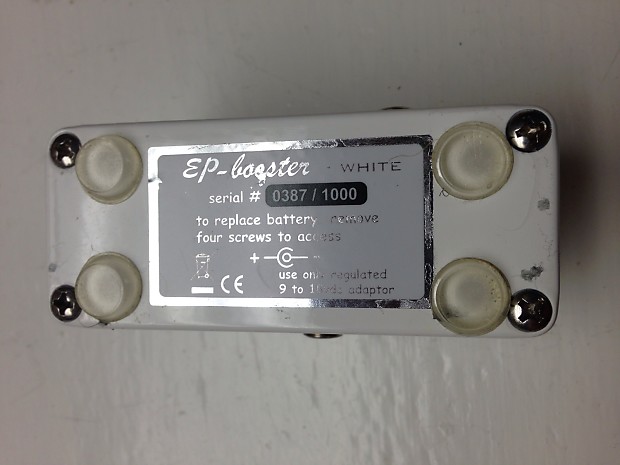 EP-booster - WHITE
serial # 0387 / 1000
to replace battery remove
four screws to access
+ -
CE
use only regulated
9 to 18vdc adaptor